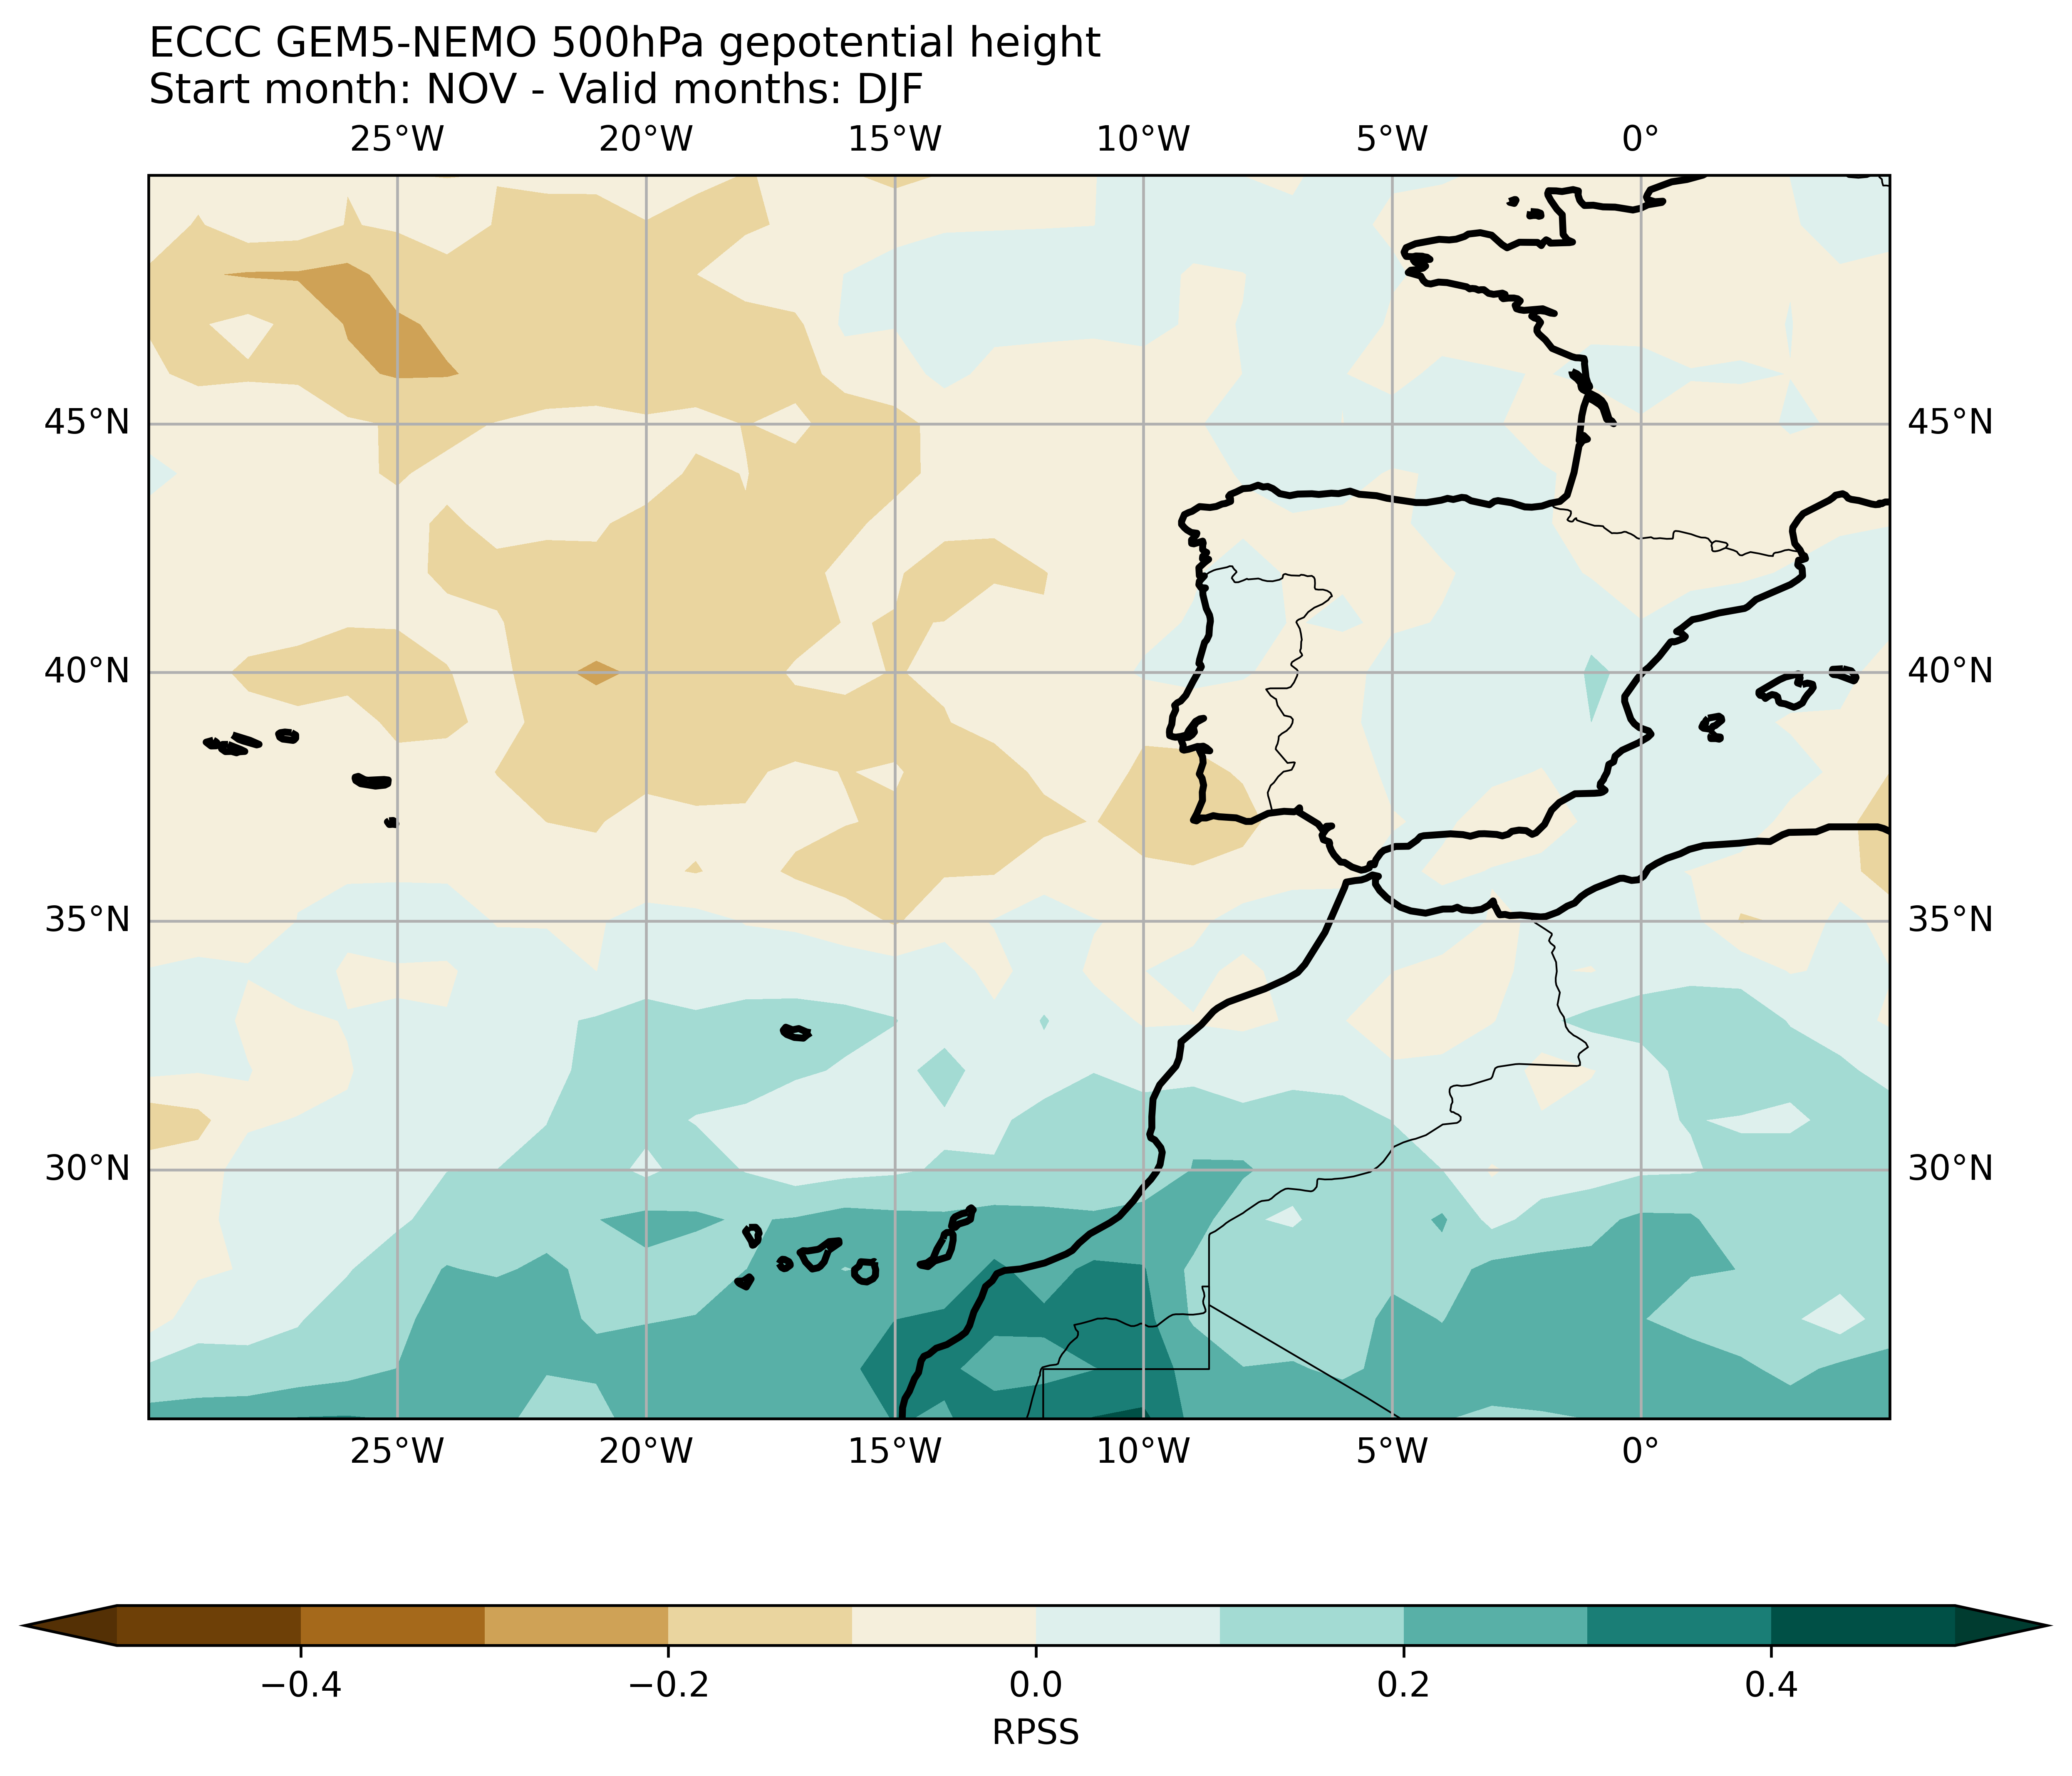 ECCC GEM5-NEMO 500hPa gepotential height
Start month: NOV - Valid months: DJF
25°W 20°W 15°W 10°W 5°W 0°
45°N 45°N
40°N 40°N
35°N 35°N
30°N 30°N
25°W 20°W 15°W 10°W 5°W 0°
−0.4 −0.2 0.0 0.2 0.4
RPSS